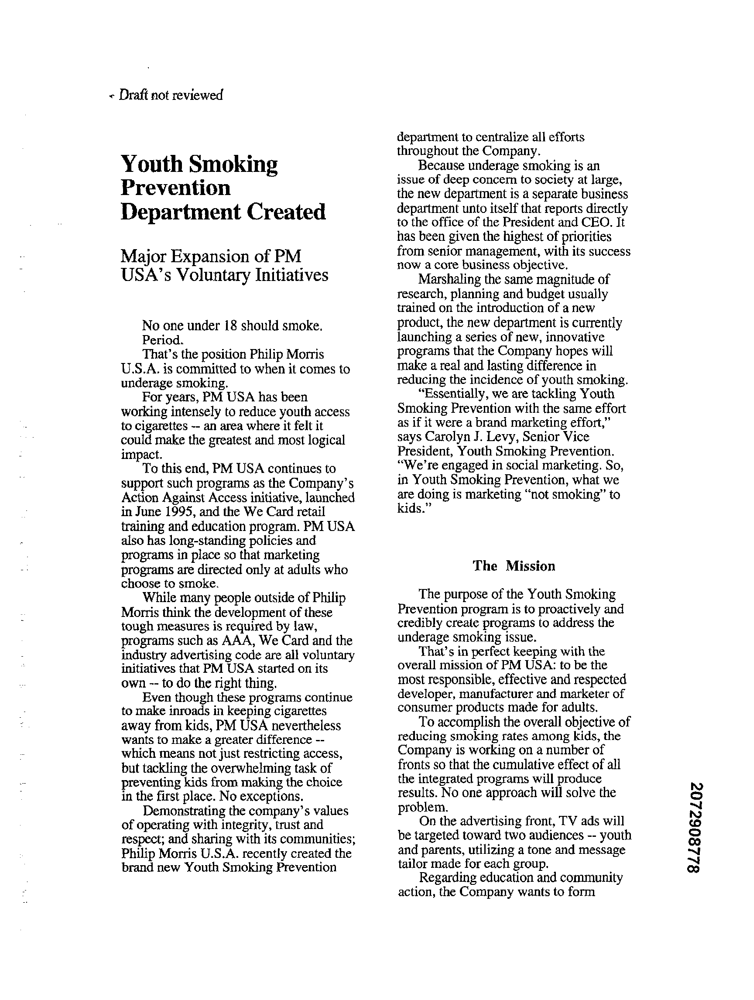 Draft not reviewed
Youth Smoking
Prevention
Department Created
Major Expansion of PM
USA's Voluntary Initiatives
No one under 18 should smoke.
Period.
That's the position Philip Morris
U.S.A. is committed to when it comes to
underage smoking.
For years, PM USA has been
working intensely to reduce youth access
to cigarettes -- an area where it felt it
could make the greatest and most logical
impact.
To this end, PM USA continues to
support such programs as the Company's
Action Against Access initiative, launched
in June 1995, and the We Card retail
training and education program. PM USA
also has long-standing policies and
programs in place so that marketing
programs are directed only at adults who
choose to smoke.
While many people outside of Philip
Morris think the development of these
tough measures is required by law,
programs such as AAA, We Card and the
industry advertising code are all voluntary
initiatives that PM USA started on its
own -- to do the right thing.
Even though these programs continue
to make inroads in keeping cigarettes
away from kids, PM USA nevertheless
wants to make a greater difference --
which means not just restricting access,
but tackling the overwhelming task of
preventing kids from making the choice
in the first place. No exceptions.
Demonstrating the company's values
of operating with integrity, trust and
respect; and sharing with its communities;
Philip Morris U.S.A. recently created the
brand new Youth Smoking Prevention
department to centralize all efforts
throughout the Company.
Because underage smoking is an
issue of deep concern to society at large,
the new department is a separate business
department unto itself that reports directly
to the office of the President and CEO. It
has been given the highest of priorities
from senior management, with its success
now a core business objective.
Marshaling the same magnitude of
research, planning and budget usually
trained on the introduction of a new
product, the new department is currently
launching a series of new, innovative
programs that the Company hopes will
make a real and lasting difference in
reducing the incidence of youth smoking.
"Essentially, we are tackling Youth
Smoking Prevention with the same effort
as if it were a brand marketing effort,"
says Carolyn J. Levy, Senior Vice
President, Youth Smoking Prevention.
"We're engaged in social marketing. So,
in Youth Smoking Prevention, what we
are doing is marketing "not smoking" to
kids."
The Mission
The purpose of the Youth Smoking
Prevention program is to proactively and
credibly create programs to address the
underage smoking issue.
That's in perfect keeping with the
overall mission of PM USA: to be the
most responsible, effective and respected
developer, manufacturer and marketer of
consumer products made for adults.
To accomplish the overall objective of
reducing smoking rates among kids, the
Company is working on a number of
fronts so that the cumulative effect of all
the integrated programs will produce
results. No one approach will solve the
problem.
On the advertising front, TV ads will
be targeted toward two audiences -- youth
and parents, utilizing a tone and message
tailor made for each group.
Regarding education and community
action, the Company wants to form
2072908778